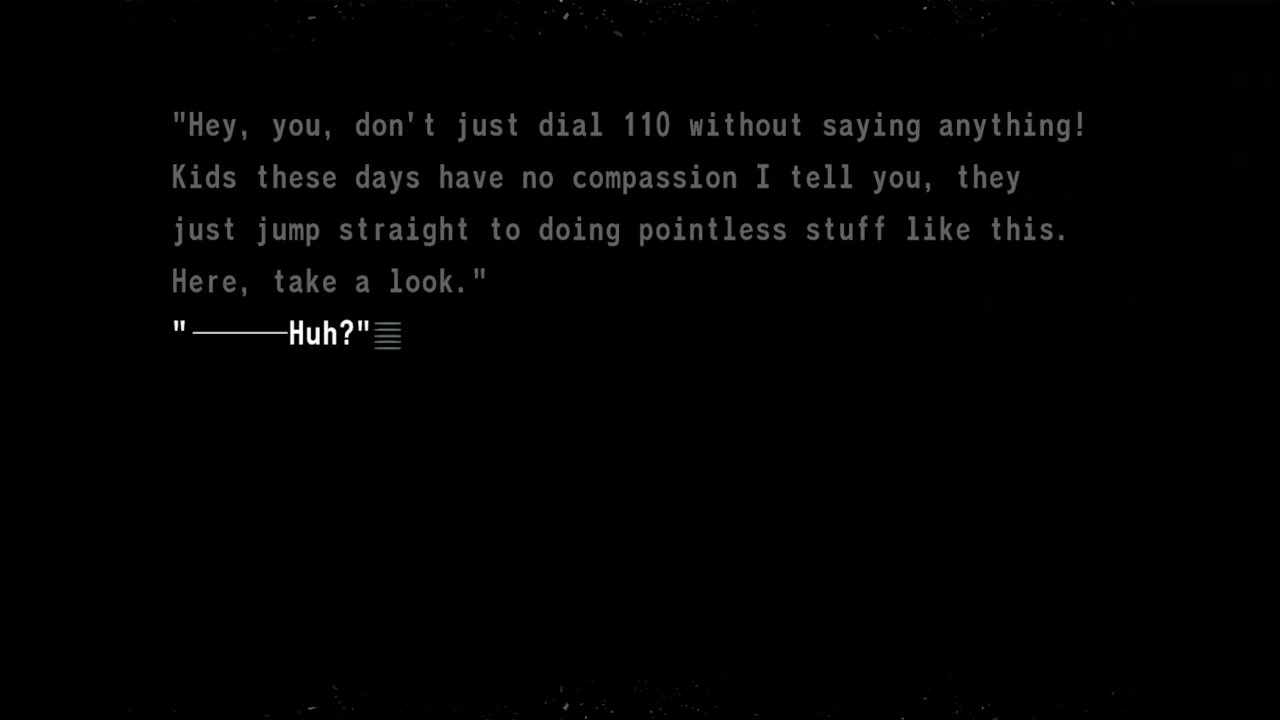 "Hey, you, don't just dial 110 without saying anything!
Kids these days have no compassion I tell you, they
just jump straight to doing pointless stuff like this.
Here, take a look."
"———Huh?"